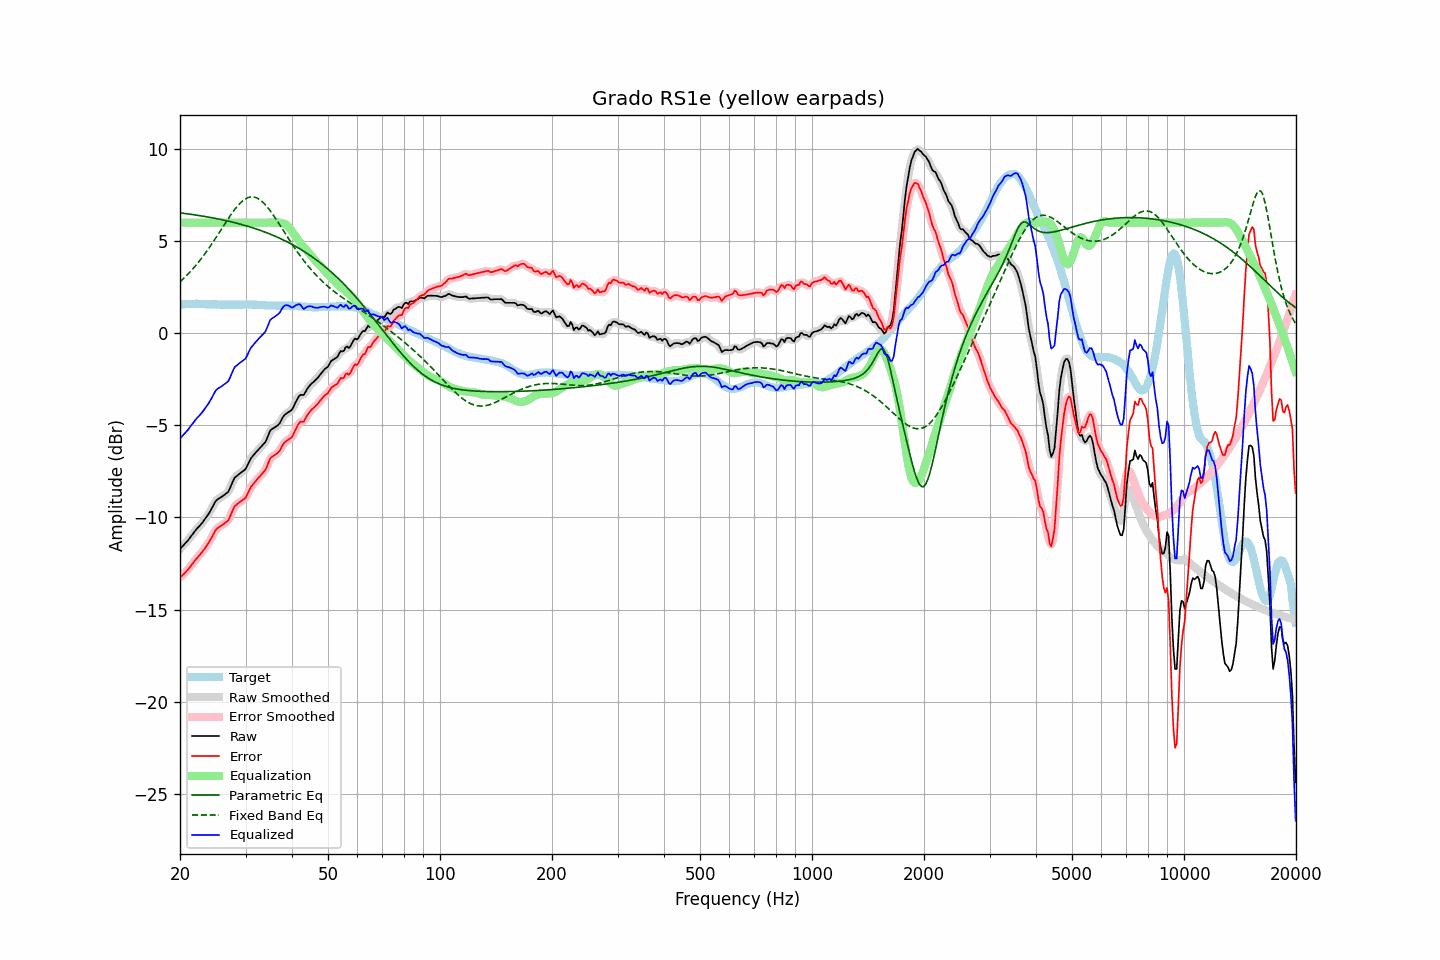 Grado RS1e (yellow earpads)
Amplitude (dBr)
10
5
0
−5
−10
−15
−20
−25
Target
Raw Smoothed
Error Smoothed
Raw
Error
Equalization
Parametric Eq
Fixed Band Eq
Equalized
20 50 100 200 500 1000 2000 5000 10000 20000
Frequency (Hz)